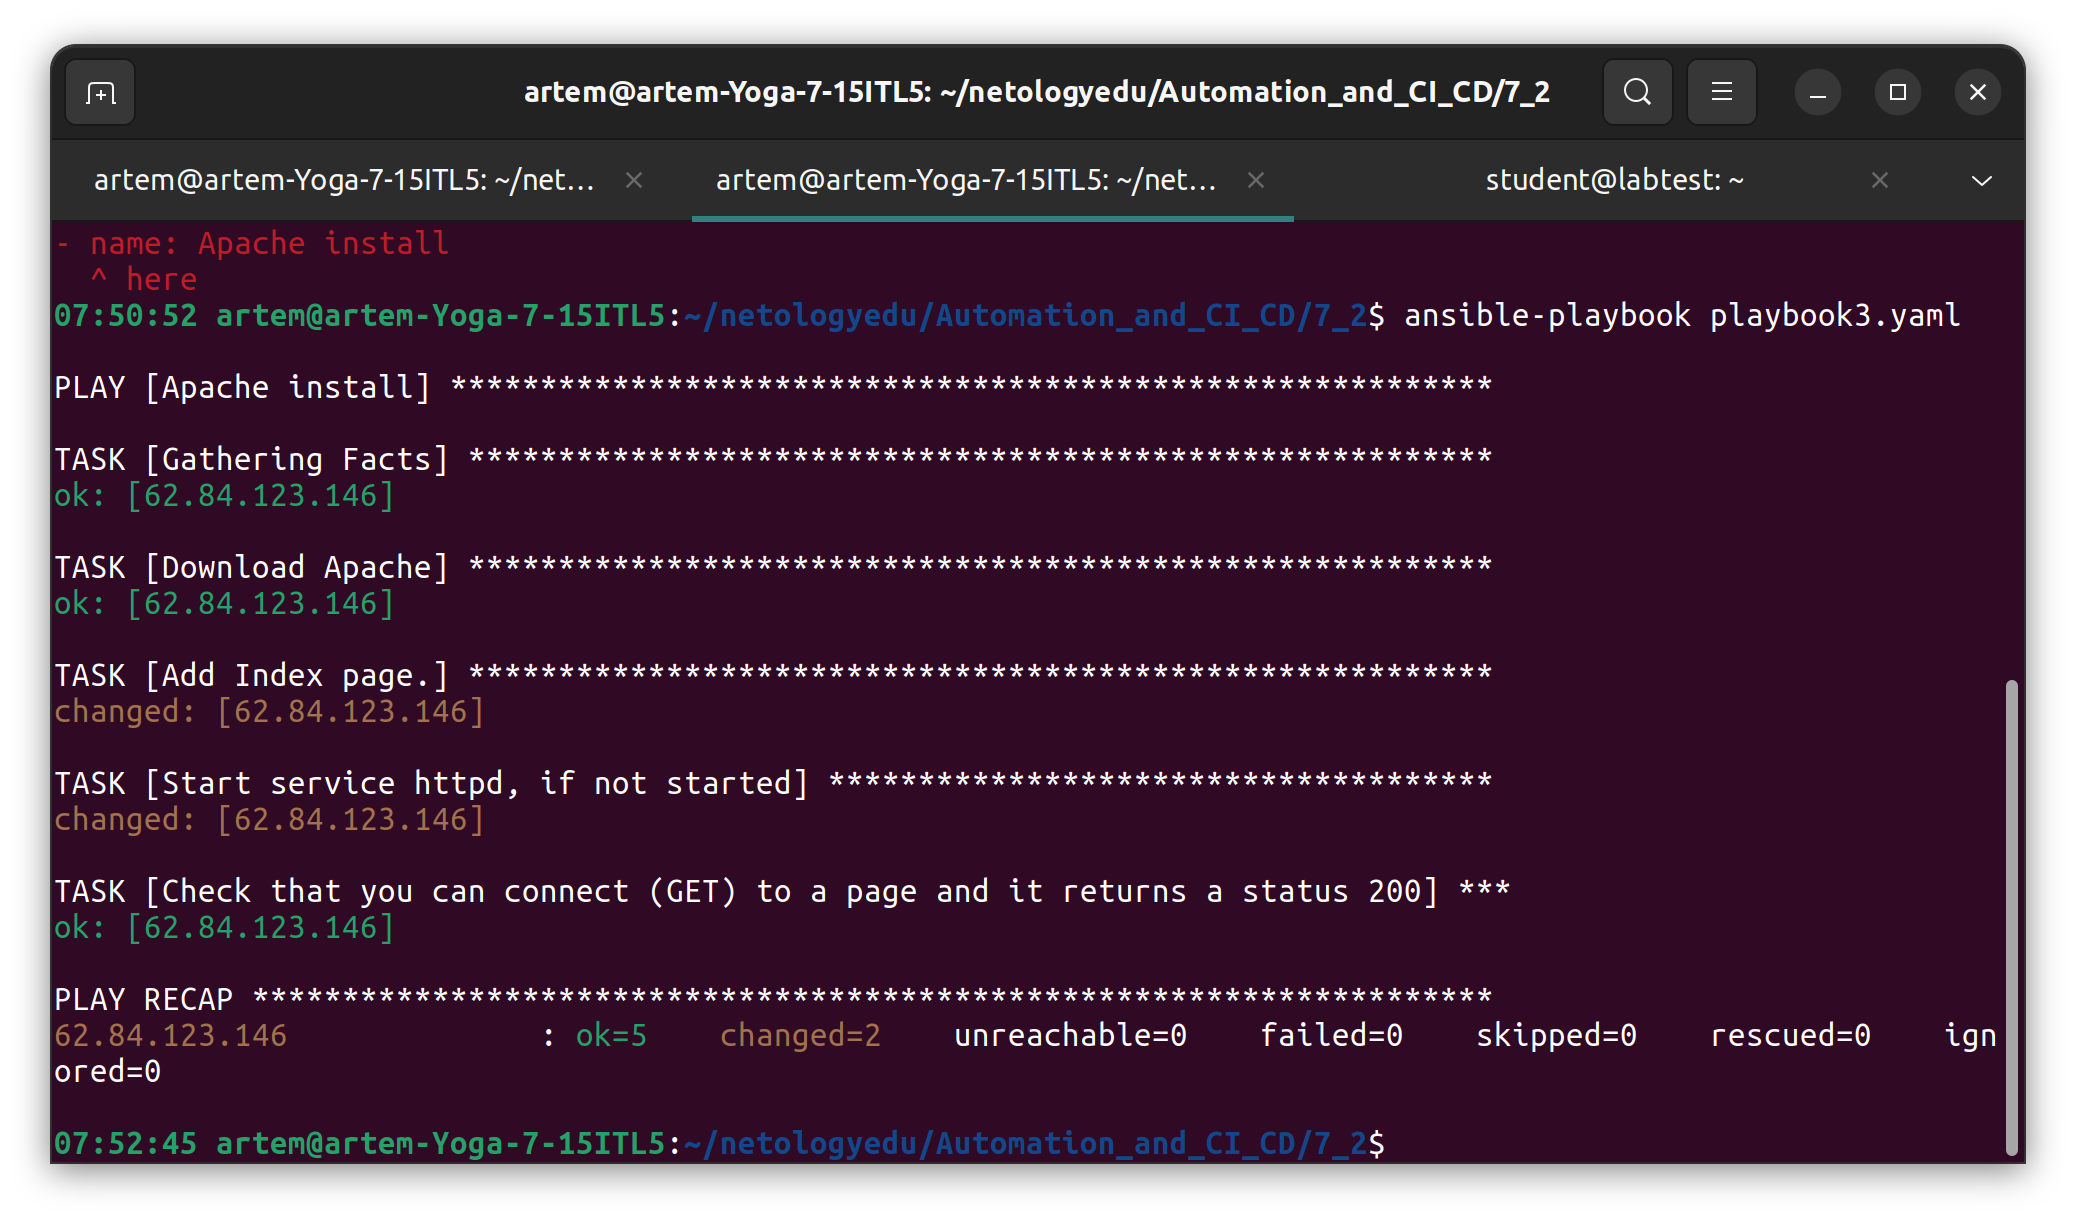 artem@artem-Yoga-7-15ITL5: ~/netologyedu/Automation_and_CI_CD/7_2
artem@artem-Yoga-7-15ITL5: ~/net… artem@artem-Yoga-7-15ITL5: ~/net… student@labtest: ~
- name: Apache install
  ^ here
07:50:52 artem@artem-Yoga-7-15ITL5:~/netologyedu/Automation_and_CI_CD/7_2$ ansible-playbook playbook3.yaml
PLAY [Apache install] **********************************************************
TASK [Gathering Facts] *********************************************************
ok: [62.84.123.146]
TASK [Download Apache] *********************************************************
ok: [62.84.123.146]
TASK [Add Index page.] *********************************************************
changed: [62.84.123.146]
TASK [Start service httpd, if not started] *************************************
changed: [62.84.123.146]
TASK [Check that you can connect (GET) to a page and it returns a status 200] ***
ok: [62.84.123.146]
PLAY RECAP *********************************************************************
62.84.123.146              : ok=5    changed=2    unreachable=0    failed=0    skipped=0    rescued=0    ign
ored=0
07:52:45 artem@artem-Yoga-7-15ITL5:~/netologyedu/Automation_and_CI_CD/7_2$